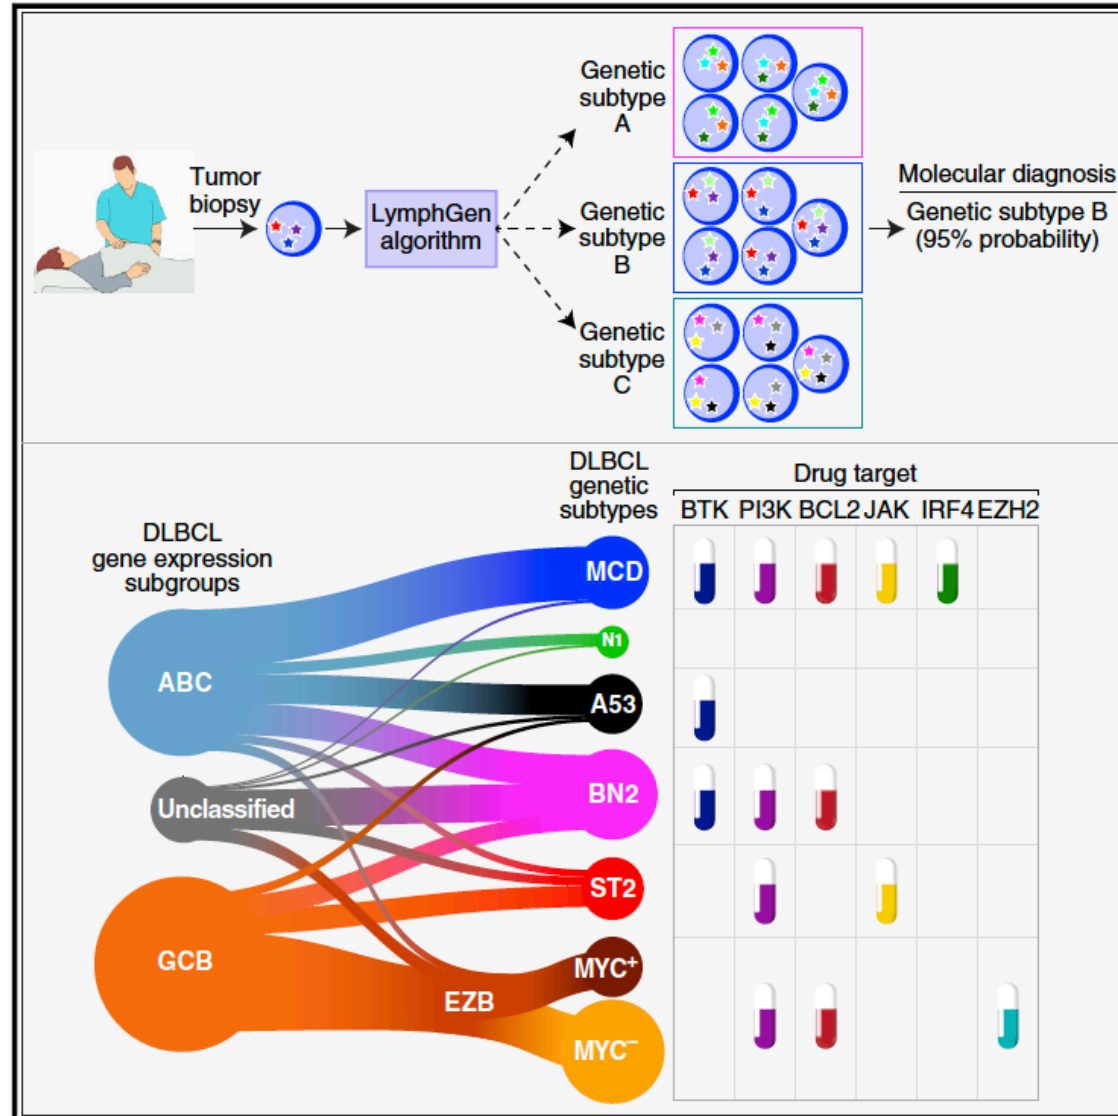 Genetic
subtype
A
Tumor
biopsy
LymphGen
algorithm
Genetic
subtype
B
Genetic
subtype
C
Molecular diagnosis
Genetic subtype B
(95% probability)
DLBCL
gene expression
subgroups
DLBCL
genetic
subtypes
Drug target
BTK PI3K BCL2 JAK IRF4 EZH2
ABC
Unclassified
GCB
EZB
MCD
N1
A53
BN2
ST2
MYC⁺
MYC⁻